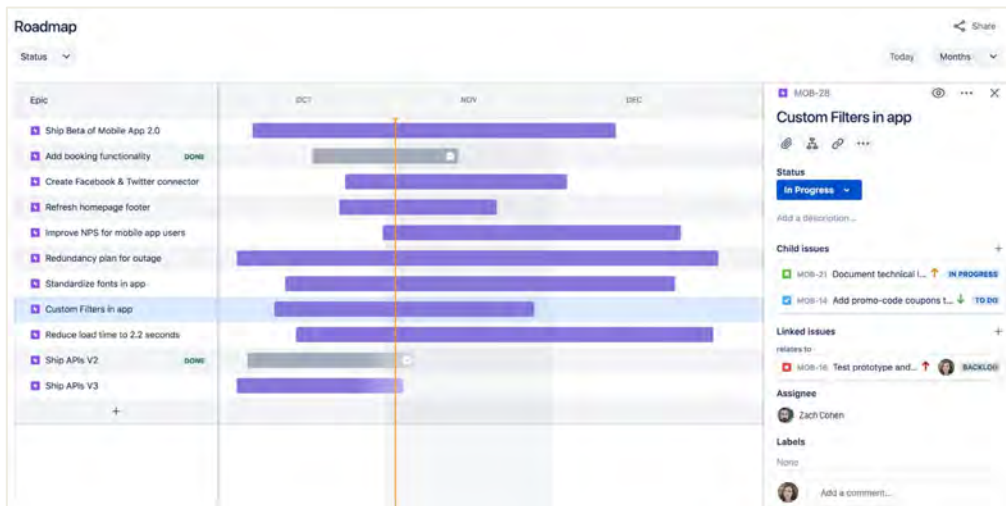 Roadmap
Share
Status
Today Months
Epic
OCT NOV DEC
Ship Beta of Mobile App 2.0
Add booking functionality DONE
Create Facebook & Twitter connector
Refresh homepage footer
Improve NPS for mobile app users
Redundancy plan for outage
Standardize fonts in app
Custom Filters in app
Reduce load time to 2.2 seconds
Ship APIs V2 DONE
Ship APIs V3
MOB-28
Custom Filters in app
Status
In Progress
Add a description...
Child issues
MOB-21 Document technical i... IN PROGRESS
MOB-14 Add promo-code coupons t... TO DO
Linked issues
relates to
MOB-16 Test prototype and... BACKLOG
Assignee
Zach Cohen
Labels
None
Add a comment...